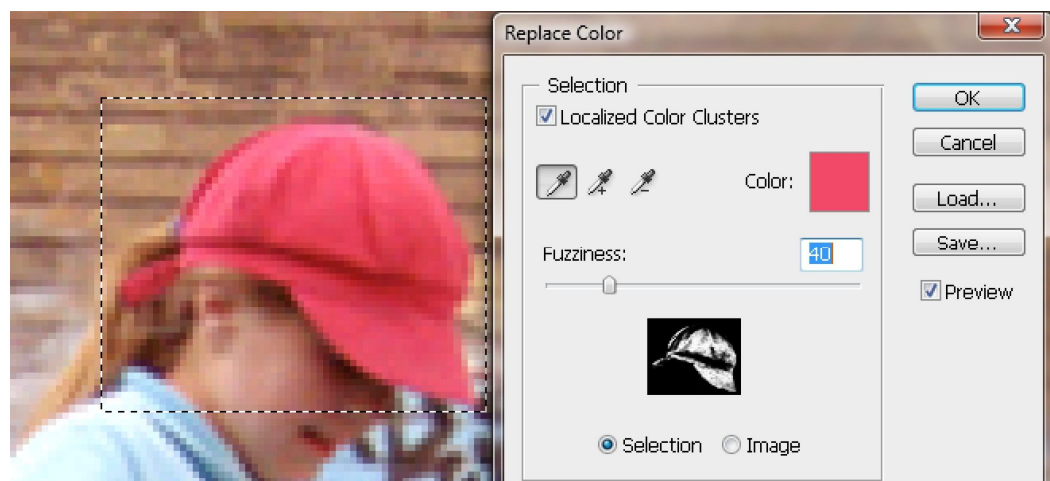 Replace Color
Selection
Localized Color Clusters
Color:
Fuzziness:
40
Selection
Image
OK
Cancel
Load...
Save...
Preview